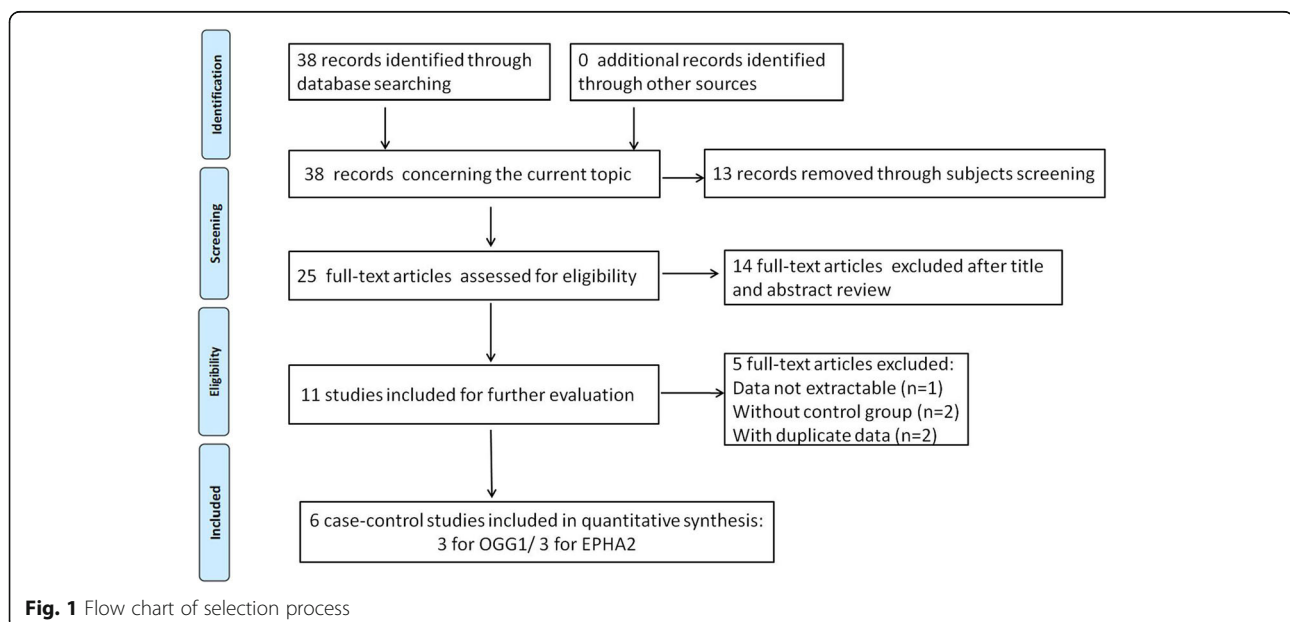 Identification
38 records identified through
database searching
0 additional records identified
through other sources
38 records concerning the current topic
13 records removed through subjects screening
Screening
25 full-text articles assessed for eligibility
14 full-text articles excluded after title
and abstract review
Eligibility
11 studies included for further evaluation
5 full-text articles excluded:
Data not extractable (n=1)
Without control group (n=2)
With duplicate data (n=2)
Included
6 case-control studies included in quantitative synthesis:
3 for OGG1/ 3 for EPHA2
Fig. 1 Flow chart of selection process